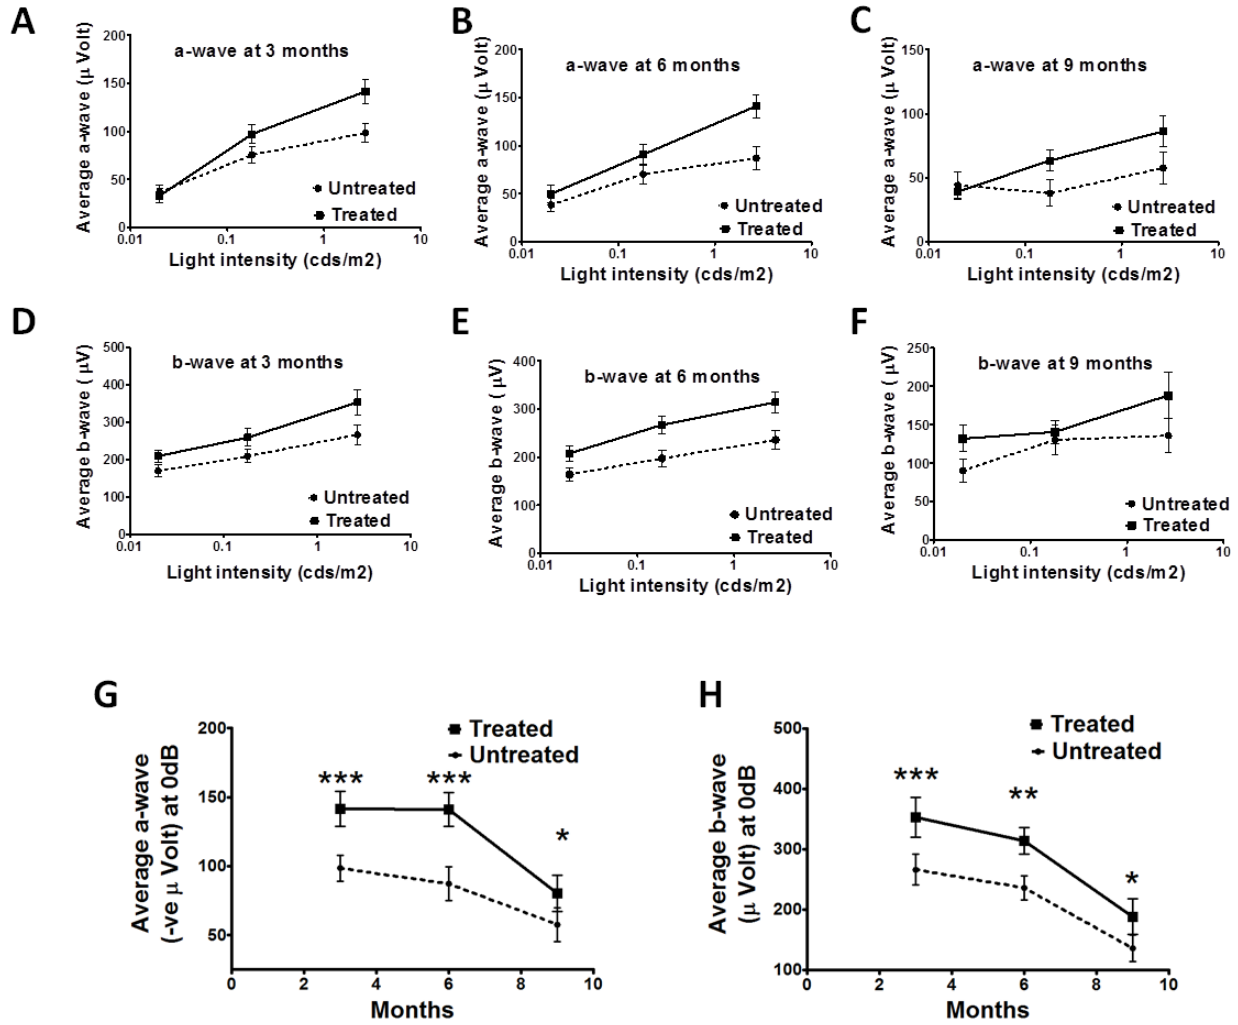 A
a-wave at 3 months
Average a-wave (μ Volt)
200
150
100
50
0
0.01
0.1
1
10
Untreated
Treated
Light intensity (cds/m2)
B
a-wave at 6 months
Average a-wave (μ Volt)
200
150
100
50
0
0.01
0.1
1
10
Untreated
Treated
Light intensity (cds/m2)
C
a-wave at 9 months
Average a-wave (μ Volt)
150
100
50
0
0.01
0.1
1
10
Untreated
Treated
Light intensity (cds/m2)
D
b-wave at 3 months
Average b-wave ( μV)
500
400
300
200
100
0
0.01
0.1
1
10
Untreated
Treated
Light intensity (cds/m2)
E
b-wave at 6 months
Average b-wave ( μV)
400
300
200
100
0
0.01
0.1
1
10
Untreated
Treated
Light intensity (cds/m2)
F
b-wave at 9 months
Average b-wave ( μV)
250
200
150
100
50
0
0.01
0.1
1
10
Untreated
Treated
Light intensity (cds/m2)
G
Treated
Untreated
Average a-wave
(-ve μ Volt) at 0dB
200
150
100
50
***
***
*
0
2
4
6
8
10
Months
H
Treated
Untreated
Average b-wave
(μ Volt) at 0dB
500
400
300
200
100
***
**
*
0
2
4
6
8
10
Months